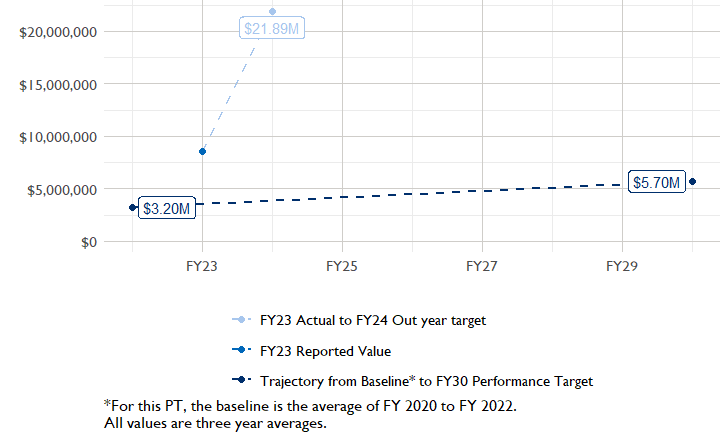 $20,000,000
$21.89M
$15,000,000
$10,000,000
$5,000,000
$5.70M
$3.20M
$0
FY23 FY25 FY27 FY29
FY23 Actual to FY24 Out year target
FY23 Reported Value
Trajectory from Baseline* to FY30 Performance Target
*For this PT, the baseline is the average of FY 2020 to FY 2022.
All values are three year averages.